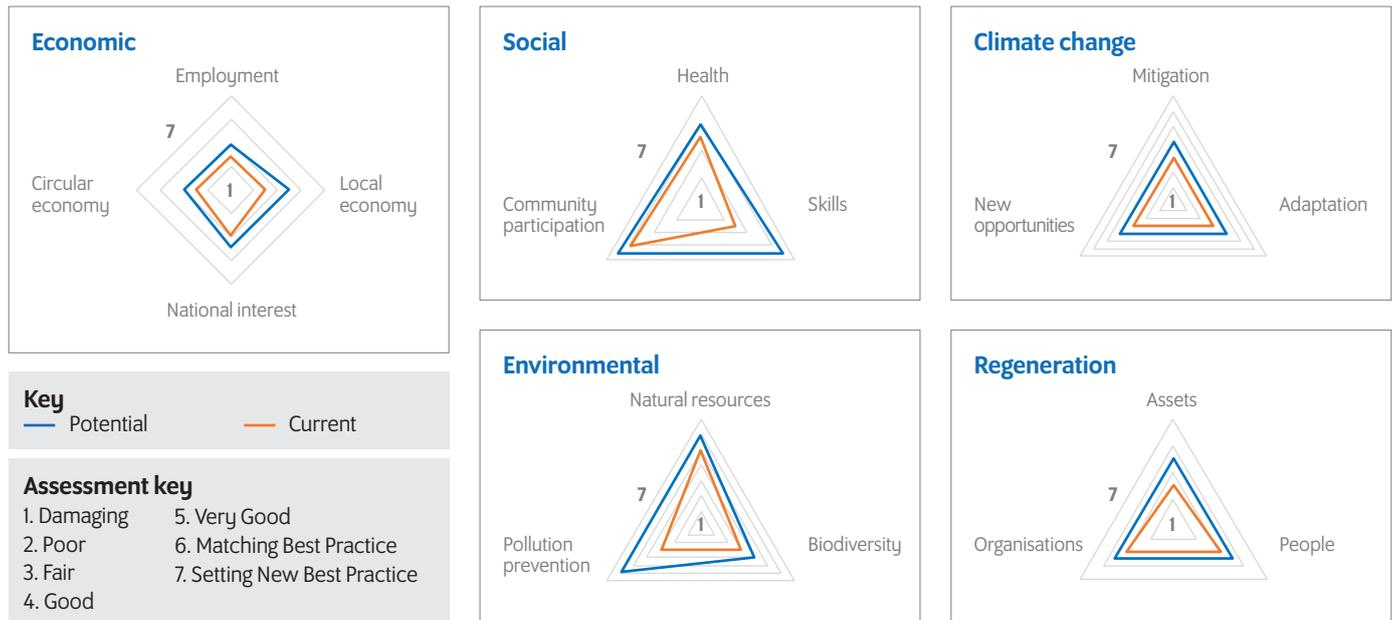 Economic
Employment
7
Circular
economy
1
Local
economy
National interest
Key
Potential
Current
Assessment key
1. Damaging
2. Poor
3. Fair
4. Good
5. Very Good
6. Matching Best Practice
7. Setting New Best Practice
Social
Health
7
1
Community
participation
Skills
Climate change
Mitigation
7
1
New
opportunities
Adaptation
Environmental
Natural resources
7
1
Pollution
prevention
Biodiversity
Regeneration
Assets
7
1
Organisations
People